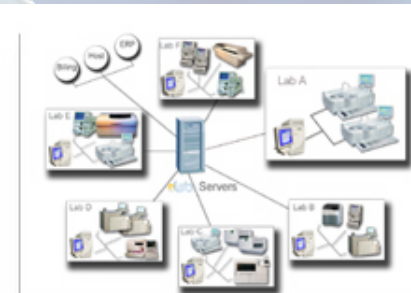 ERP
Host
Billing
Lab F
Lab A
Lab E
Servers
Lab D
Lab C
Lab B